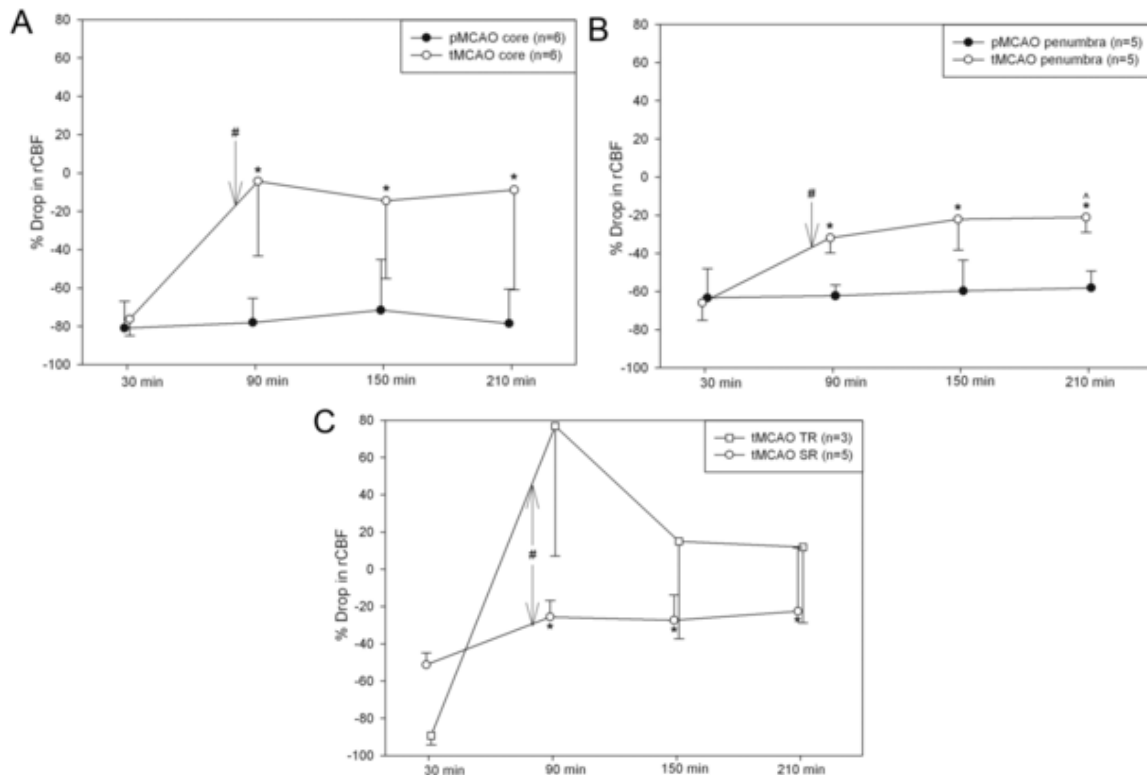 A
80
60
40
20
0
-20
-40
-60
-80
-100
% Drop in rCBF
pMCAO core (n=6)
tMCAO core (n=6)
#
*
*
*
30 min
90 min
150 min
210 min
B
80
60
40
20
0
-20
-40
-60
-80
-100
% Drop in rCBF
pMCAO penumbra (n=5)
tMCAO penumbra (n=5)
#
*
*
^
*
30 min
90 min
150 min
210 min
C
80
60
40
20
0
-20
-40
-60
-80
-100
% Drop in rCBF
tMCAO TR (n=3)
tMCAO SR (n=5)
#
*
*
*
30 min
90 min
150 min
210 min